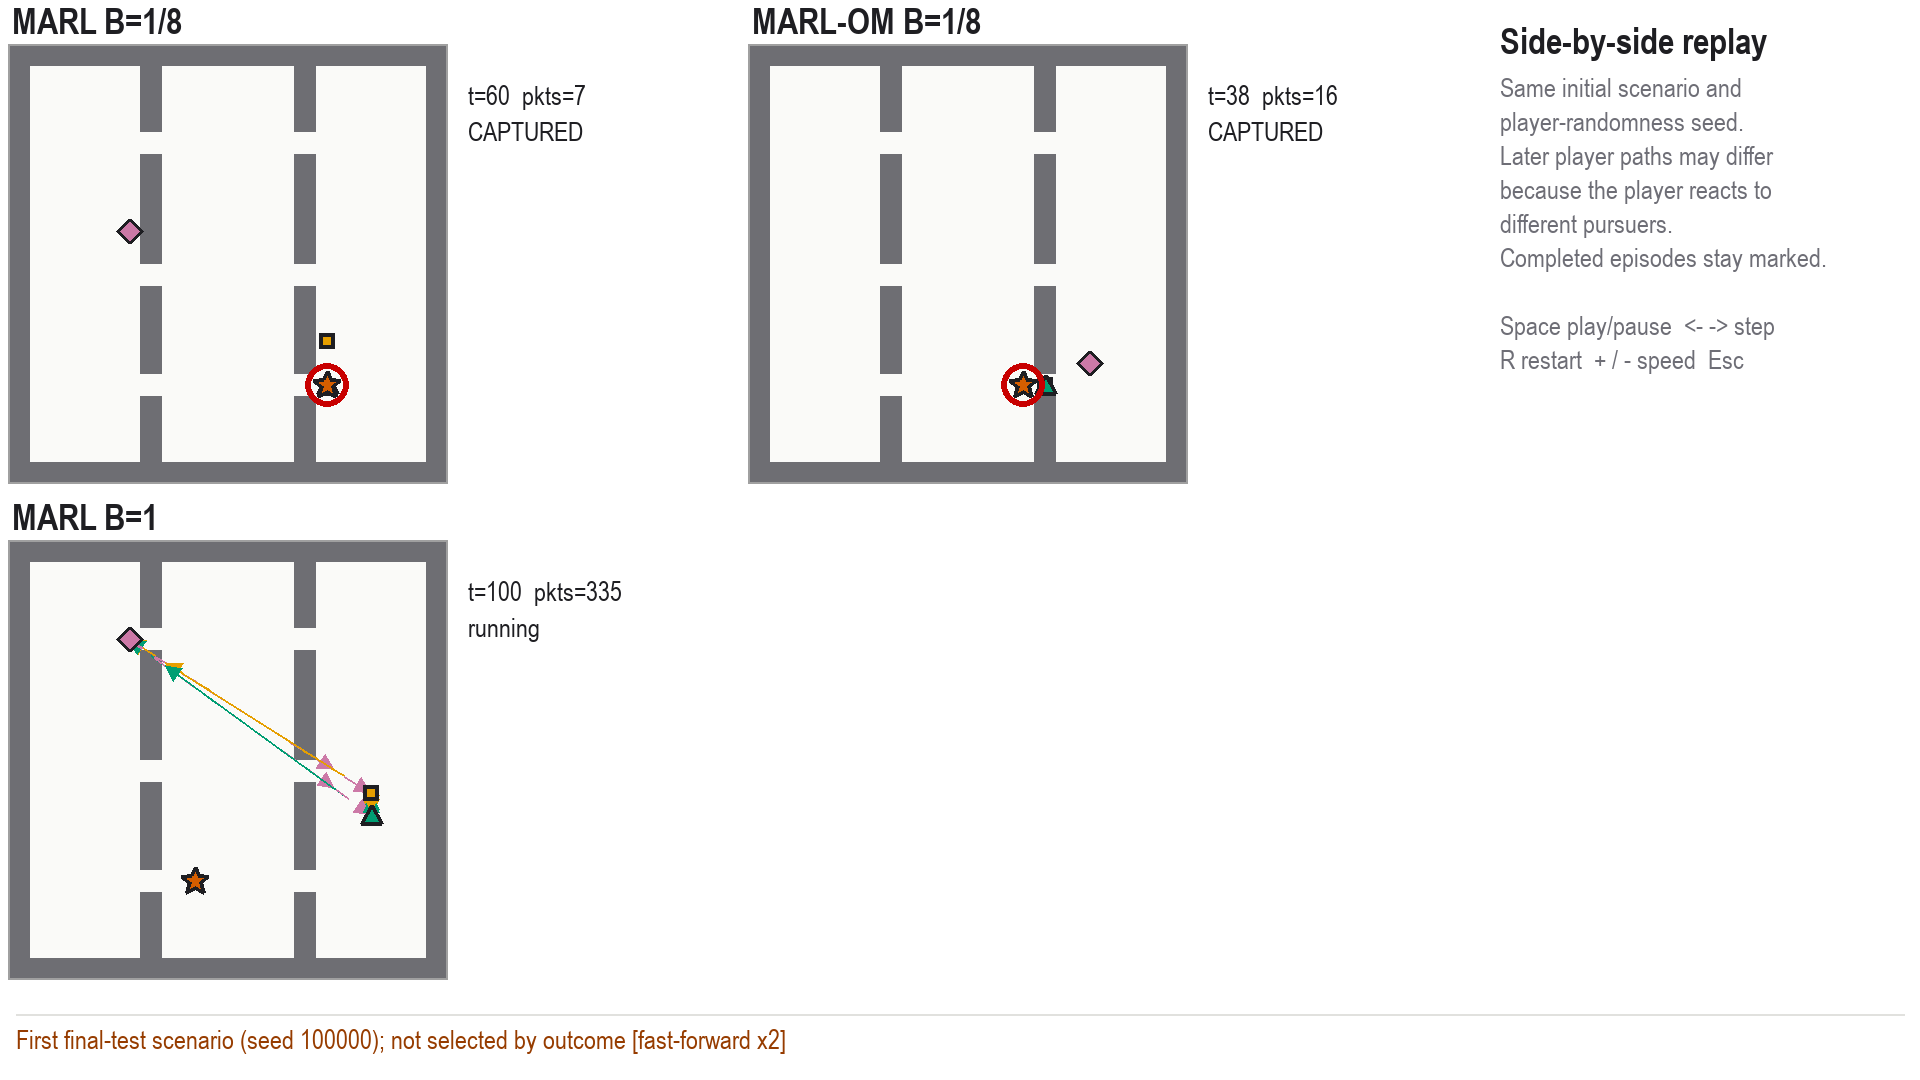 MARL B=1/8
t=60  pkts=7
CAPTURED
MARL-OM B=1/8
t=38  pkts=16
CAPTURED
Side-by-side replay
Same initial scenario and
player-randomness seed.
Later player paths may differ
because the player reacts to
different pursuers.
Completed episodes stay marked.
Space play/pause  <- -> step
R restart  + / - speed  Esc
MARL B=1
t=100  pkts=335
running
First final-test scenario (seed 100000); not selected by outcome [fast-forward x2]